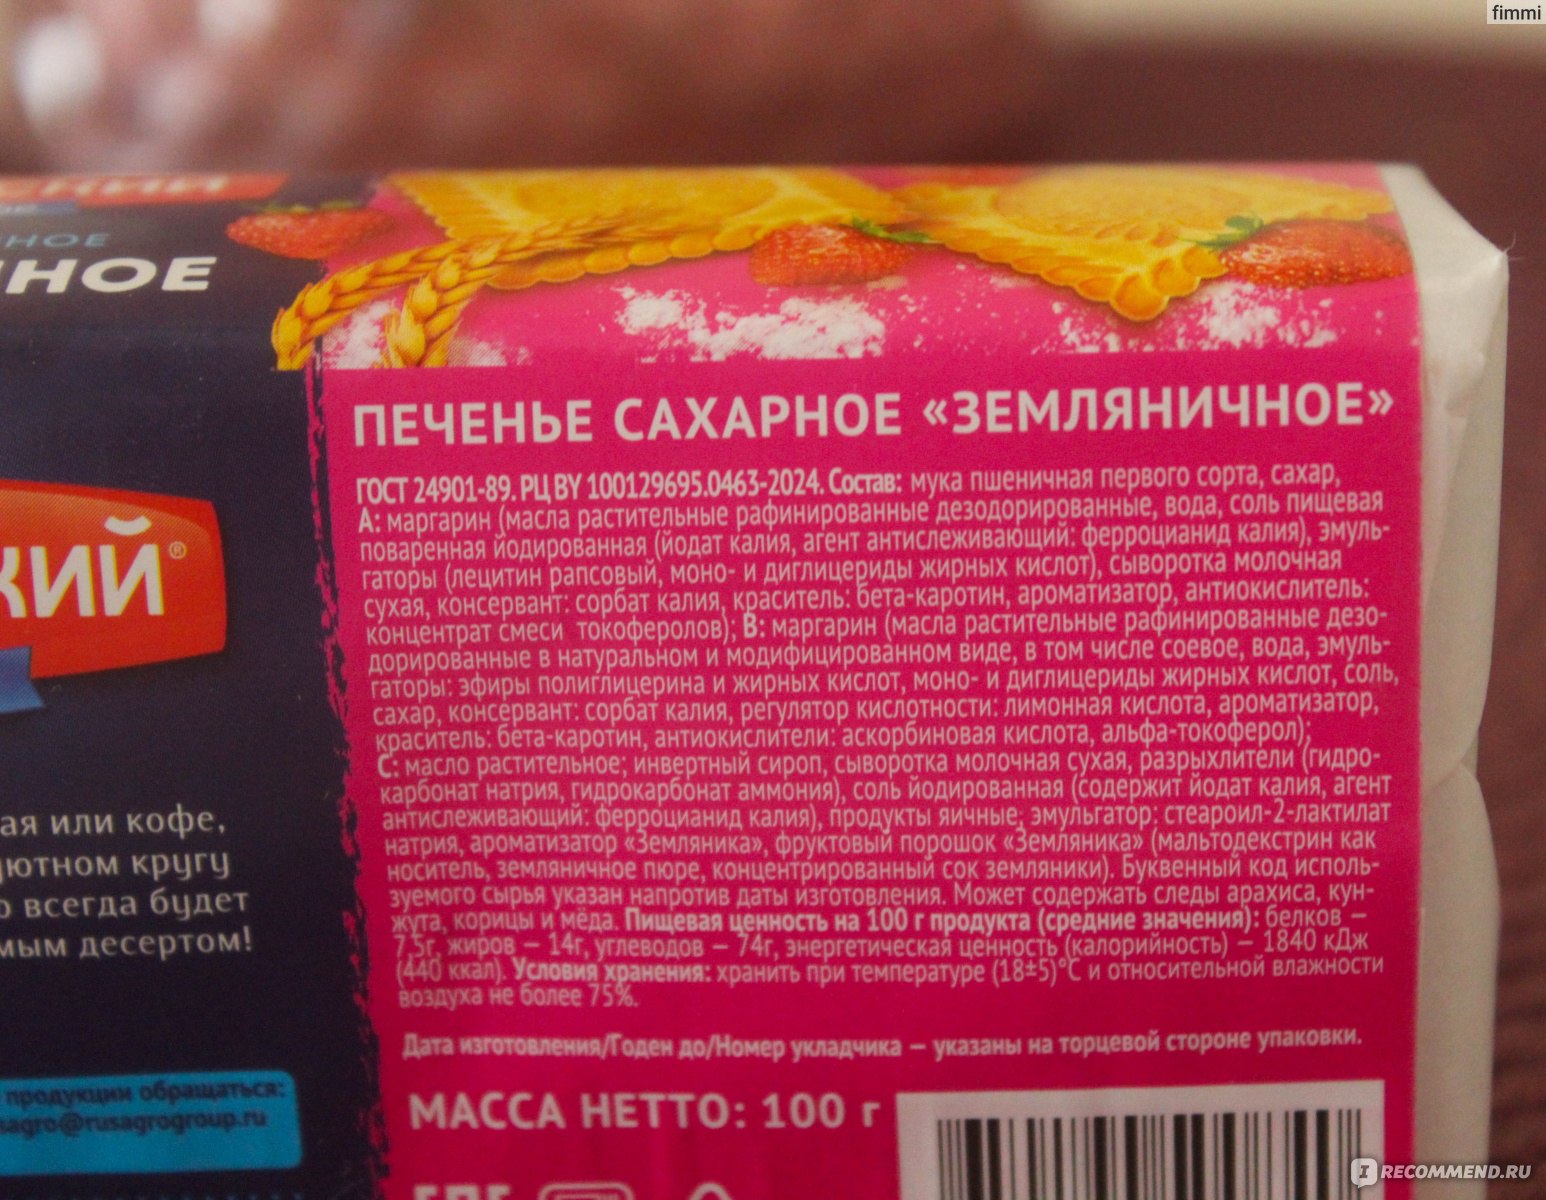 fimmi
КИЙ
НОЕ
ННОЕ
ПЕЧЕНЬЕ САХАРНОЕ «ЗЕМЛЯНИЧНОЕ»
ГОСТ 24901-89. РЦ BY 100129695.0463-2024. Состав: мука пшеничная первого сорта, сахар,
А: маргарин (масла растительные рафинированные дезодорированные, вода, соль пищевая
поваренная йодированная (йодат калия, агент антислеживающий: ферроцианид калия), эмуль-
гаторы (лецитин рапсовый, моно- и диглицериды жирных кислот), сыворотка молочная
сухая, консервант: сорбат калия, краситель: бета-каротин, ароматизатор, антиокислитель:
концентрат смеси токоферолов); В: маргарин (масла растительные рафинированные дезо-
дорированные в натуральном и модифицированном виде, в том числе соевое, вода, эмуль-
гаторы: эфиры полиглицерина и жирных кислот, моно- и диглицериды жирных кислот, соль,
сахар, консервант: сорбат калия, регулятор кислотности: лимонная кислота, ароматизатор,
краситель: бета-каротин, антиокислители: аскорбиновая кислота, альфа-токоферол);
С: масло растительное; инвертный сироп, сыворотка молочная сухая, разрыхлители (гидро-
карбонат натрия, гидрокарбонат аммония), соль йодированная (содержит йодат калия, агент
антислеживающий: ферроцианид калия), продукты яичные, эмульгатор: стеароил-2-лактилат
натрия, ароматизатор «Земляника», фруктовый порошок «Земляника» (мальтодекстрин как
носитель, земляничное пюре, концентрированный сок земляники). Буквенный код исполь-
зуемого сырья указан напротив даты изготовления. Может содержать следы арахиса, кун-
жута, корицы и мёда. Пищевая ценность на 100 г продукта (средние значения): белков –
7,5г, жиров – 14г, углеводов – 74г, энергетическая ценность (калорийность) – 1840 кДж
(440 ккал). Условия хранения: хранить при температуре (18±5)°С и относительной влажности
воздуха не более 75%.
Дата изготовления/Годен до/Номер укладчика – указаны на торцевой стороне упаковки.
МАССА НЕТТО: 100 г
КИЙ®
ая или кофе,
уютном кругу
о всегда будет
мым десертом!
продукции обращаться:
sagro@rusagrogroup.ru
IRECOMMEND.RU